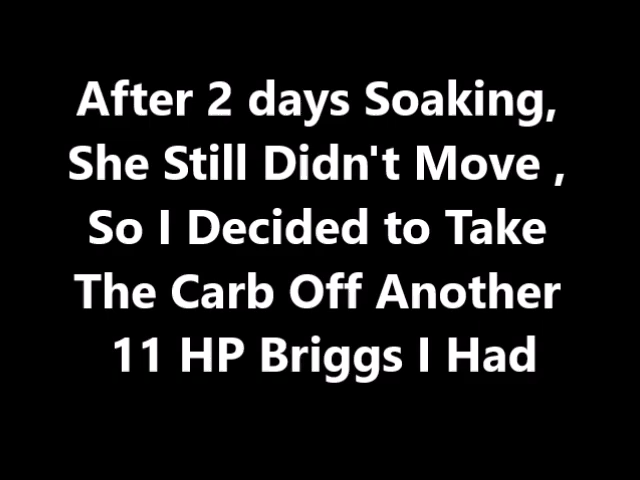 After 2 days Soaking,
She Still Didn't Move ,
So I Decided to Take
The Carb Off Another
11 HP Briggs I Had